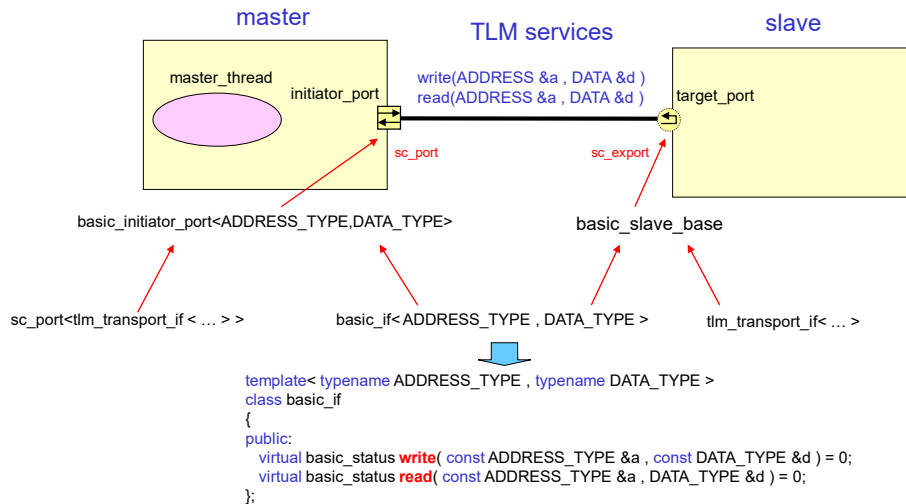 master
TLM services
slave
master_thread
initiator_port
write(ADDRESS &a , DATA &d )
read(ADDRESS &a , DATA &d )
target_port
sc_port
sc_export
basic_initiator_port<ADDRESS_TYPE,DATA_TYPE>
basic_slave_base
sc_port<tlm_transport_if < ... > >
basic_if< ADDRESS_TYPE , DATA_TYPE >
tlm_transport_if< ... >
template< typename ADDRESS_TYPE , typename DATA_TYPE >
class basic_if
{
public:
virtual basic_status write( const ADDRESS_TYPE &a , const DATA_TYPE &d ) = 0;
virtual basic_status read( const ADDRESS_TYPE &a , DATA_TYPE &d ) = 0;
};